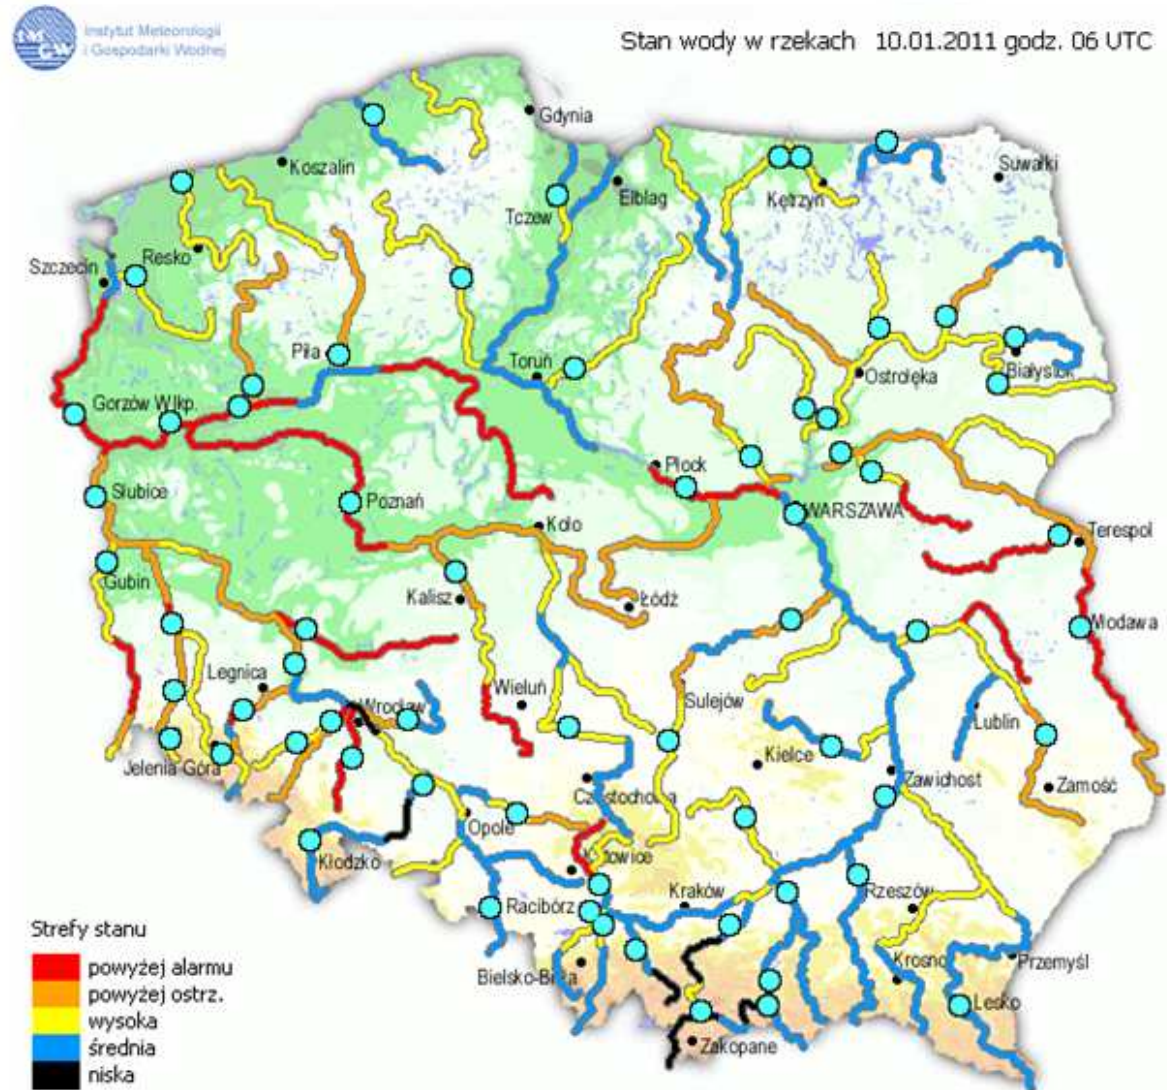 IMGW
Instytut Meteorologii
i Gospodarki Wodnej
Stan wody w rzekach 10.01.2011 godz. 06 UTC
Gdynia
Koszalin
Suwałki
Elbląg
Kętrzyn
Tczew
Resko
Szczecin
Piła
Toruń
Białystok
Ostrołęka
Gorzów Wlkp.
Płock
Słubice
Poznań
WARSZAWA
Koło
Terespol
Gubin
Kalisz
Łódź
Włodawa
Legnica
Wieluń
Sulejów
Wrocław
Lublin
Jelenia Góra
Kielce
Zawichost
Zamość
Częstochowa
Opole
Kłodzko
Katowice
Kraków
Rzeszów
Racibórz
Bielsko-Biała
Krosno
Przemyśl
Lesko
Zakopane
Strefy stanu
powyżej alarmu
powyżej ostrz.
wysoka
średnia
niska